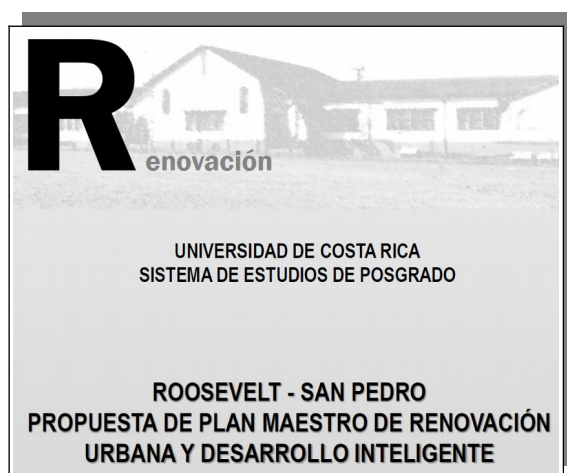 Renovación
UNIVERSIDAD DE COSTA RICA
SISTEMA DE ESTUDIOS DE POSGRADO
ROOSEVELT - SAN PEDRO
PROPUESTA DE PLAN MAESTRO DE RENOVACIÓN
URBANA Y DESARROLLO INTELIGENTE